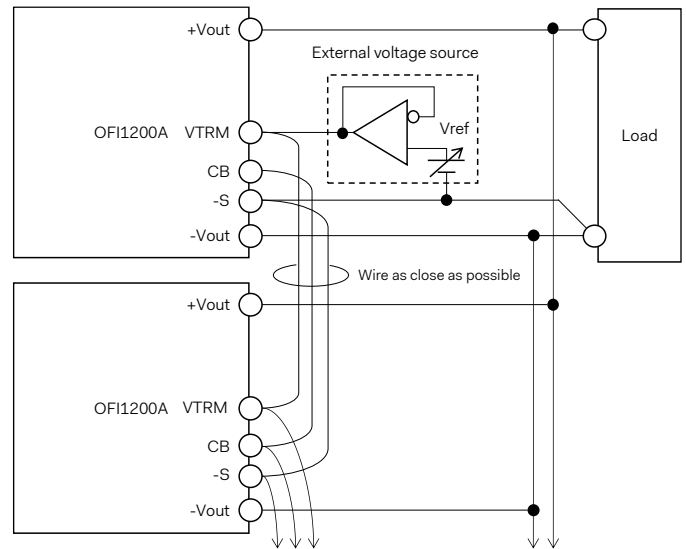 +Vout
External voltage source
OFI1200A VTRM
Vref
Load
CB
-S
-Vout
Wire as close as possible
+Vout
OFI1200A VTRM
CB
-S
-Vout